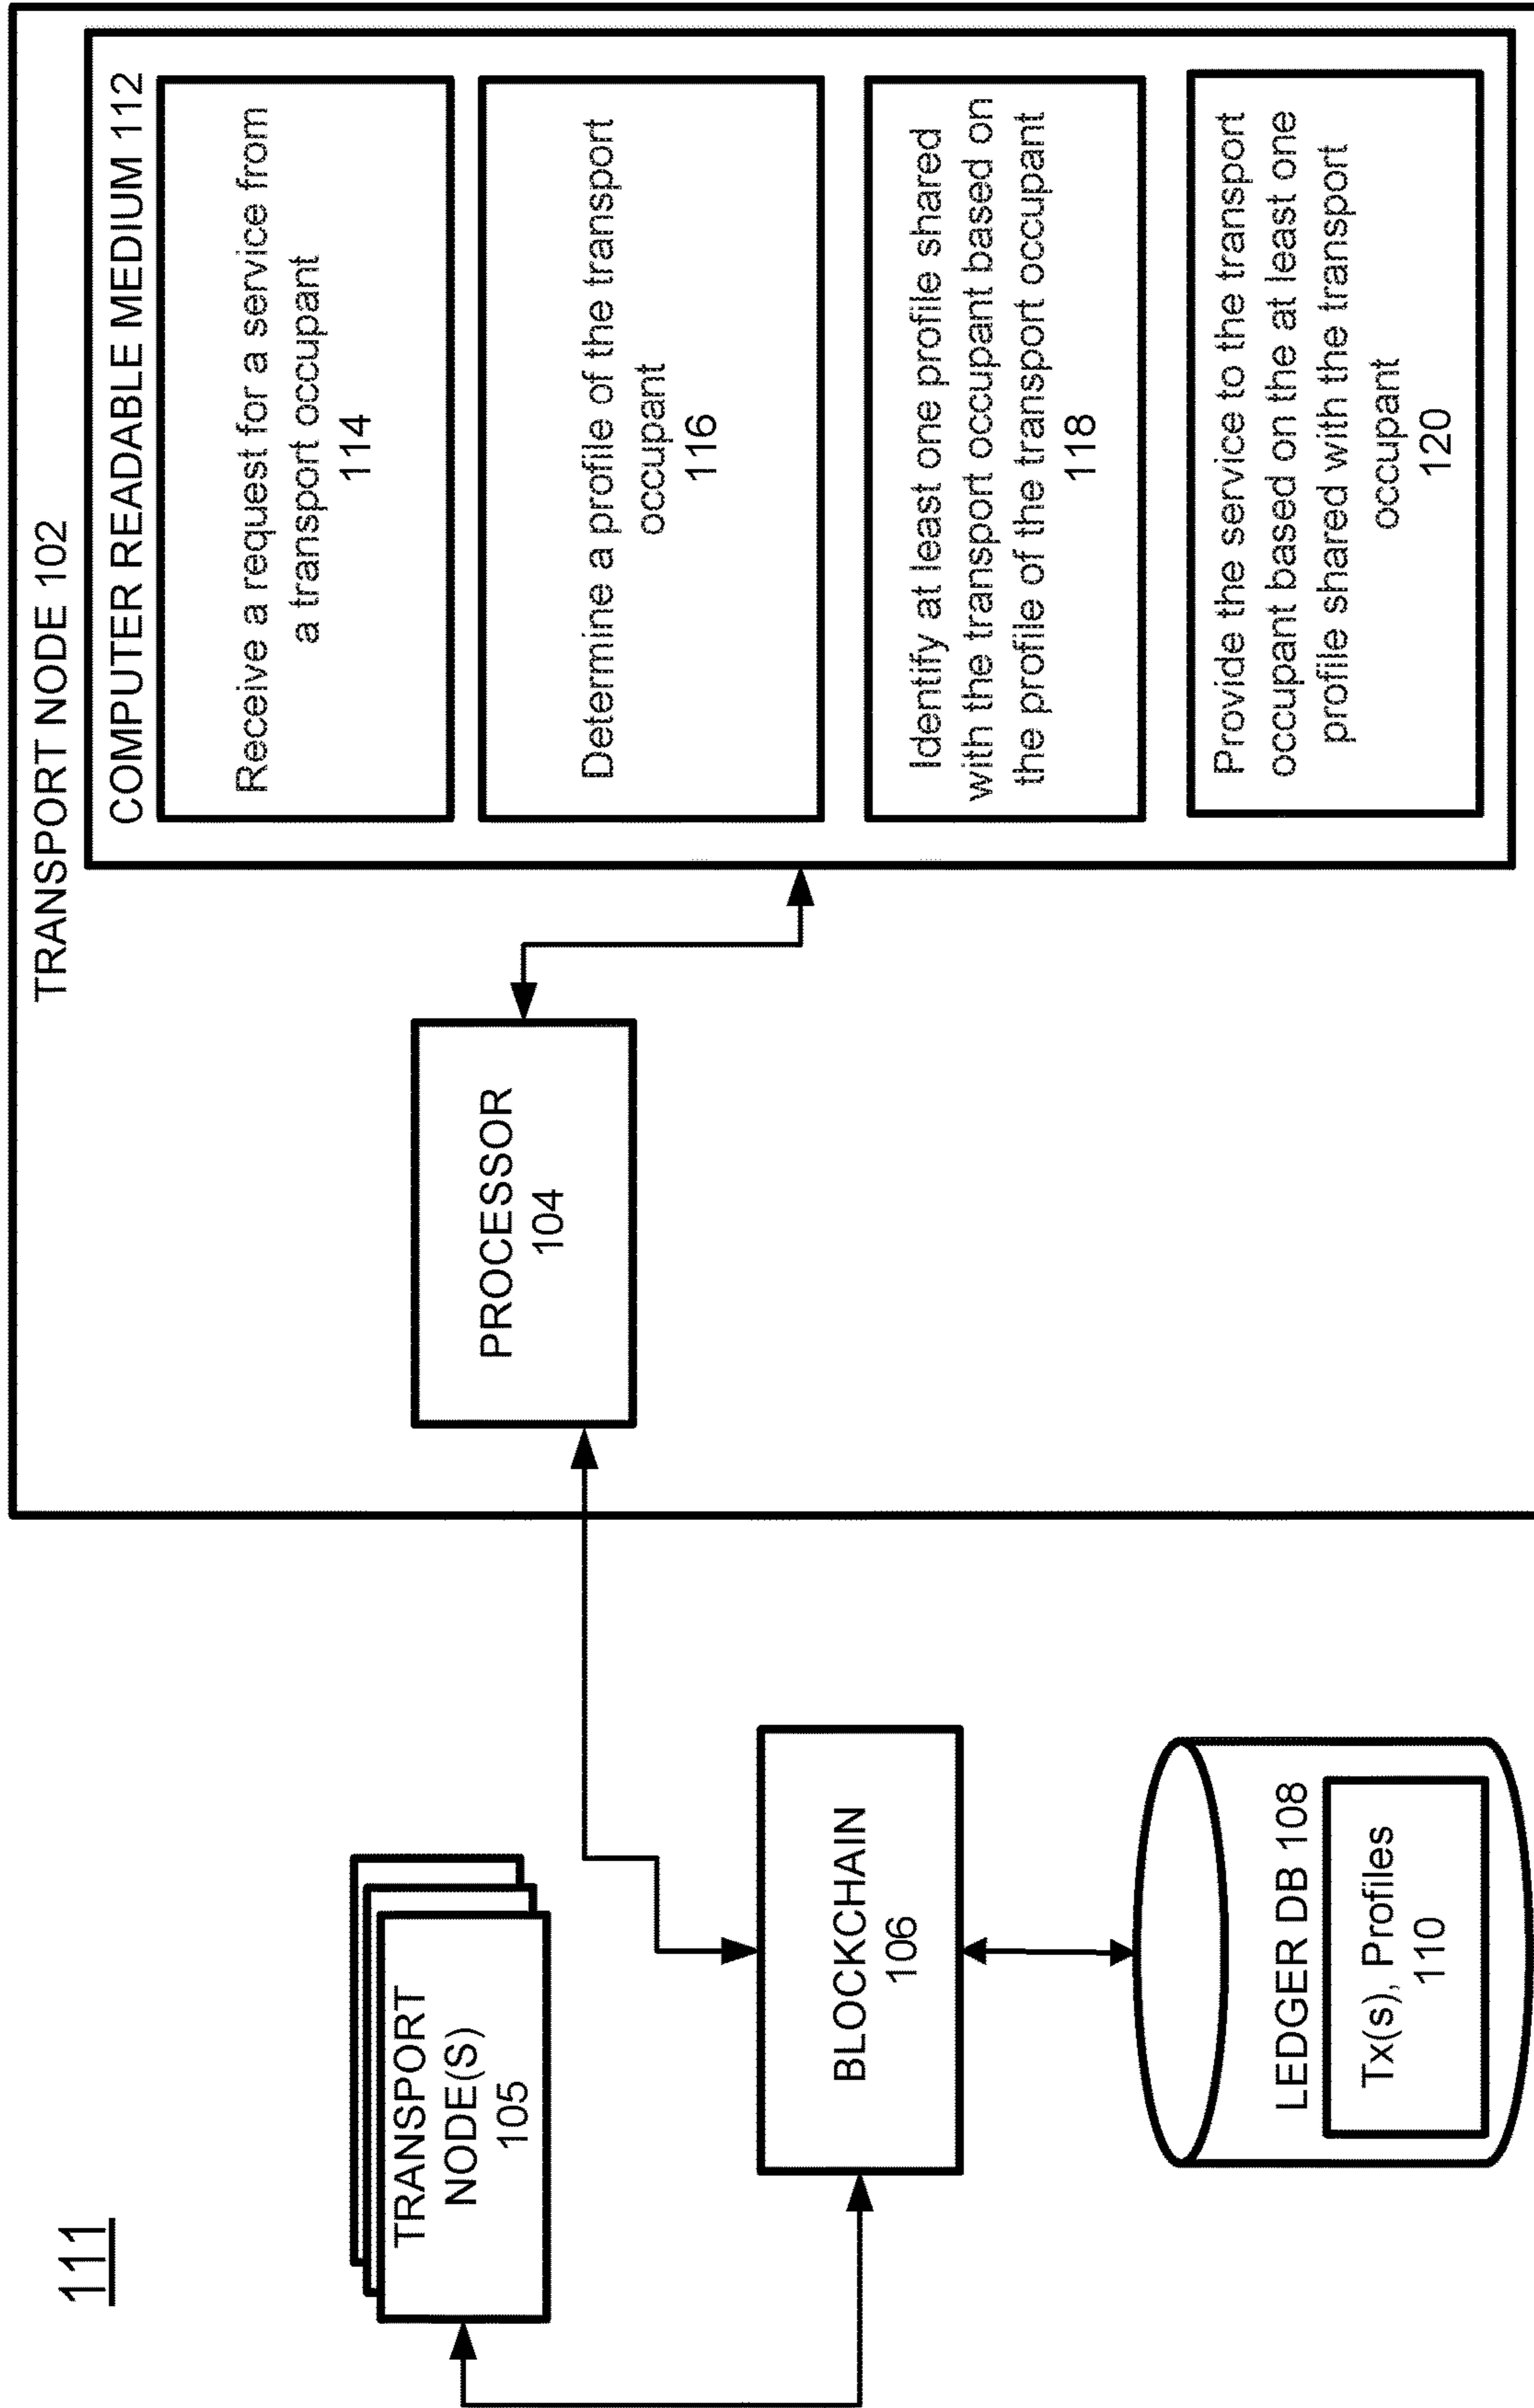 111
TRANSPORT
NODE(S)
105
BLOCKCHAIN
106
LEDGER DB 108
Tx(s), Profiles
110
TRANSPORT NODE 102
PROCESSOR
104
COMPUTER READABLE MEDIUM 112
Receive a request for a service from
a transport occupant
114
Determine a profile of the transport
occupant
116
Identify at least one profile shared
with the transport occupant based on
the profile of the transport occupant
118
Provide the service to the transport
occupant based on the at least one
profile shared with the transport
occupant
120